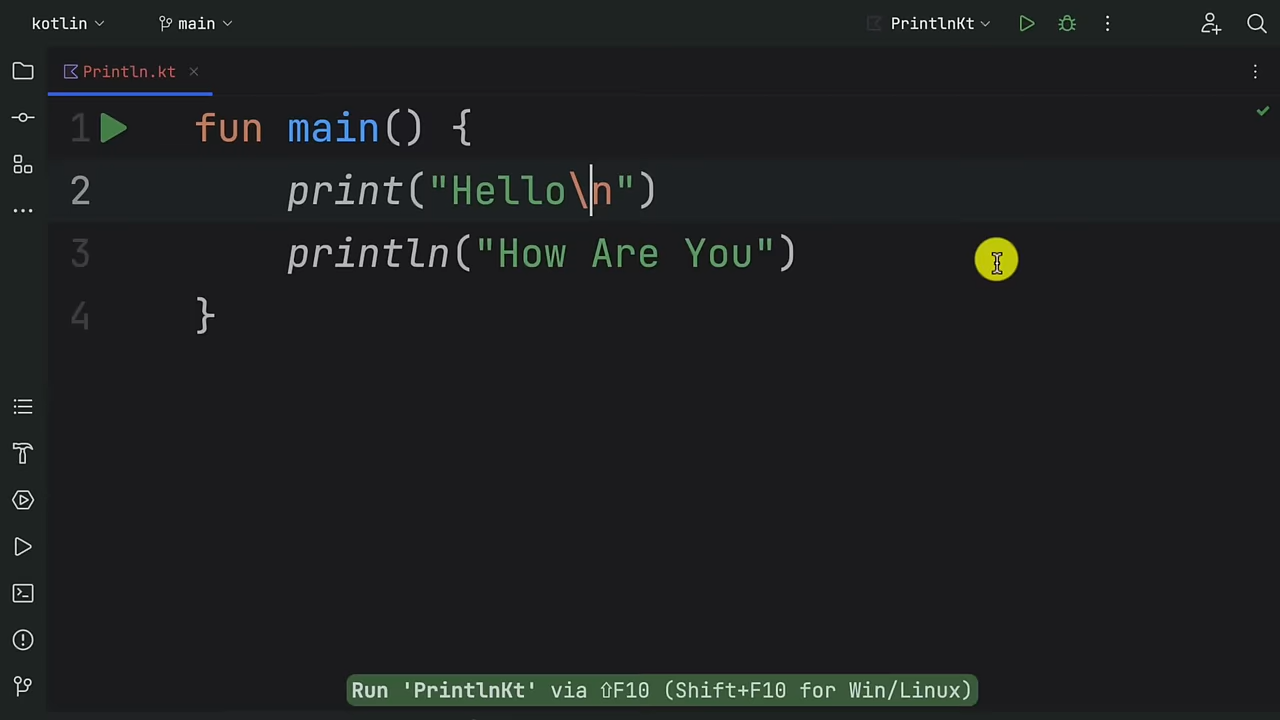 kotlin
main
PrintlnKt
Println.kt
1 fun main() {
2 print("Hello\n")
3 println("How Are You")
4 }
Run 'PrintlnKt' via ⇧F10 (Shift+F10 for Win/Linux)